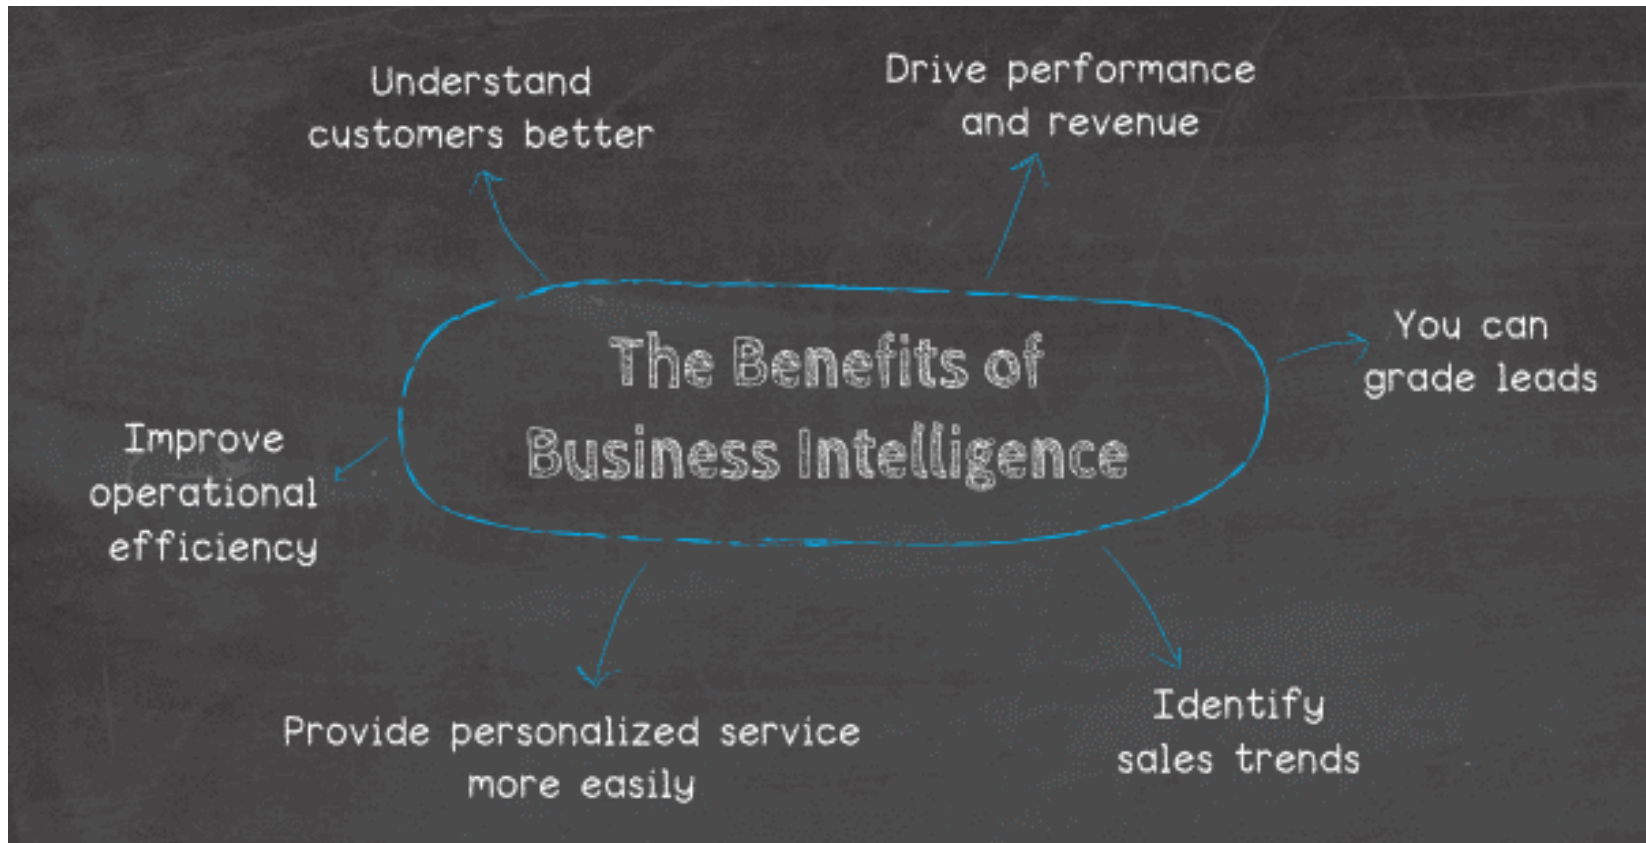 Understand
customers better
Drive performance
and revenue
The Benefits of
Business Intelligence
You can
grade leads
Improve
operational
efficiency
Provide personalized service
more easily
Identify
sales trends